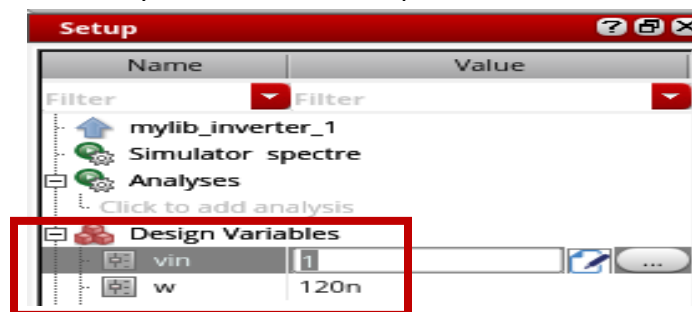 Setup
Name Value
Filter Filter
mylib_inverter_1
Simulator spectre
Analyses
Click to add analysis
Design Variables
vin 1 ...
w 120n